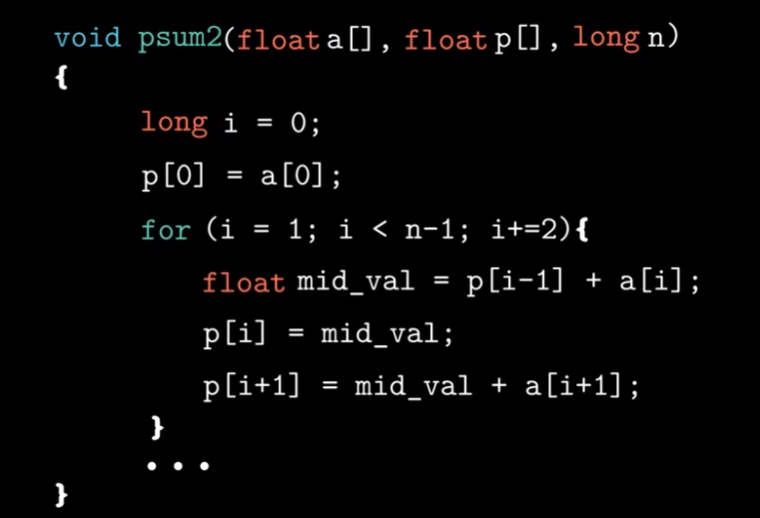 void psum2(float a[], float p[], long n)
{
long i = 0;
p[0] = a[0];
for (i = 1; i < n-1; i+=2){
float mid_val = p[i-1] + a[i];
p[i] = mid_val;
p[i+1] = mid_val + a[i+1];
}
...
}